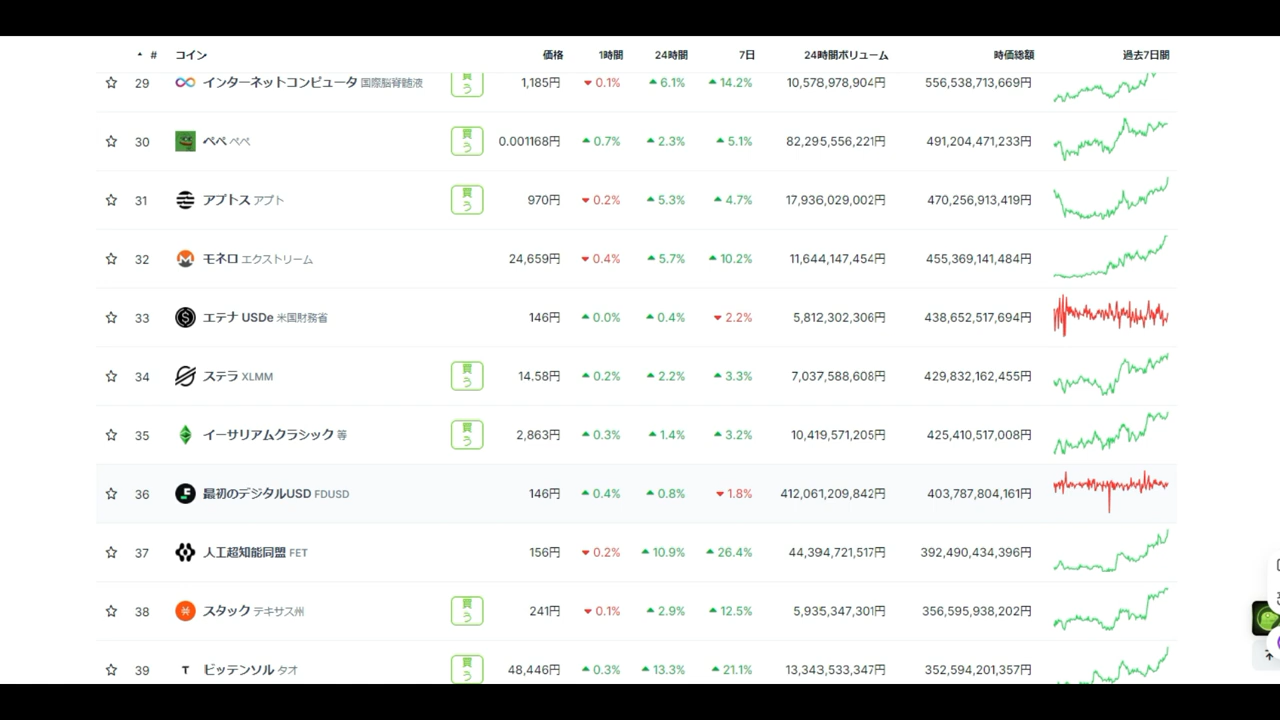 # コイン 価格 1時間 24時間 7日 24時間ボリューム 時価総額 過去7日間
29 インターネットコンピュータ 国際脳脊髄液 買う 1,185円 0.1% 6.1% 14.2% 10,578,978,904円 556,538,713,669円
30 ペペ ペペ 買う 0.001168円 0.7% 2.3% 5.1% 82,295,556,221円 491,204,471,233円
31 アプトス アプト 買う 970円 0.2% 5.3% 4.7% 17,936,029,002円 470,256,913,419円
32 モネロ エクストリーム 24,659円 0.4% 5.7% 10.2% 11,644,147,454円 455,369,141,484円
33 エテナ USDe 米国財務省 146円 0.0% 0.4% 2.2% 5,812,302,306円 438,652,517,694円
34 ステラ XLMM 買う 14.58円 0.2% 2.2% 3.3% 7,037,588,608円 429,832,162,455円
35 イーサリアムクラシック 等 買う 2,863円 0.3% 1.4% 3.2% 10,419,571,205円 425,410,517,008円
36 最初のデジタルUSD FDUSD 146円 0.4% 0.8% 1.8% 412,061,209,842円 403,787,804,161円
37 人工超知能同盟 FET 156円 0.2% 10.9% 26.4% 44,394,721,517円 392,490,434,396円
38 スタック テキサス州 買う 241円 0.1% 2.9% 12.5% 5,935,347,301円 356,595,938,202円
39 ビッテンソル タオ 買う 48,446円 0.3% 13.3% 21.1% 13,343,533,347円 352,594,201,357円